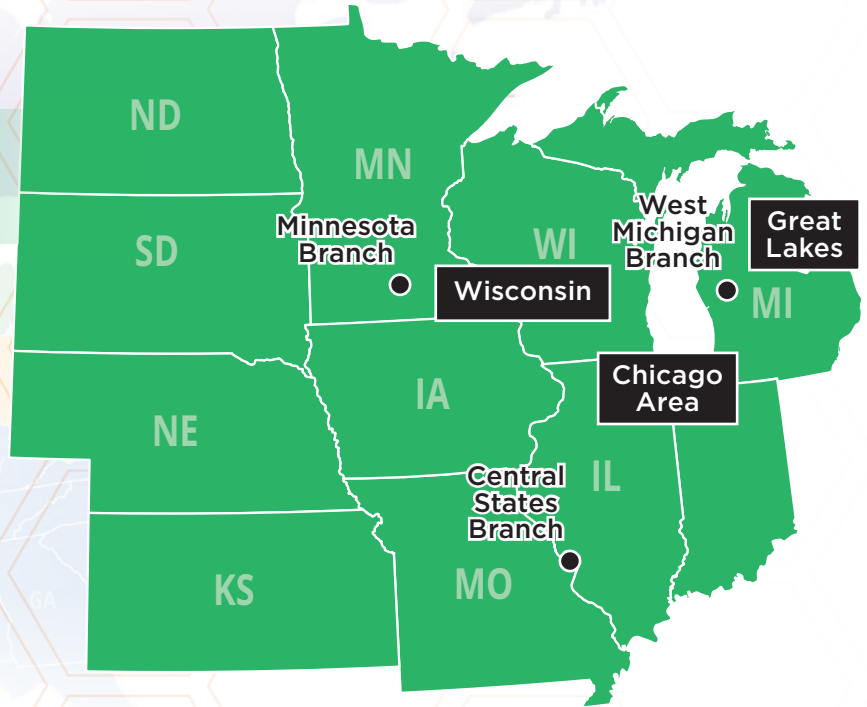 ND
MN
SD
Minnesota
Branch
WI
West
Michigan
Branch
Great
Lakes
Wisconsin
MI
Chicago
Area
IA
NE
Central
States
Branch
IL
KS
MO
GA